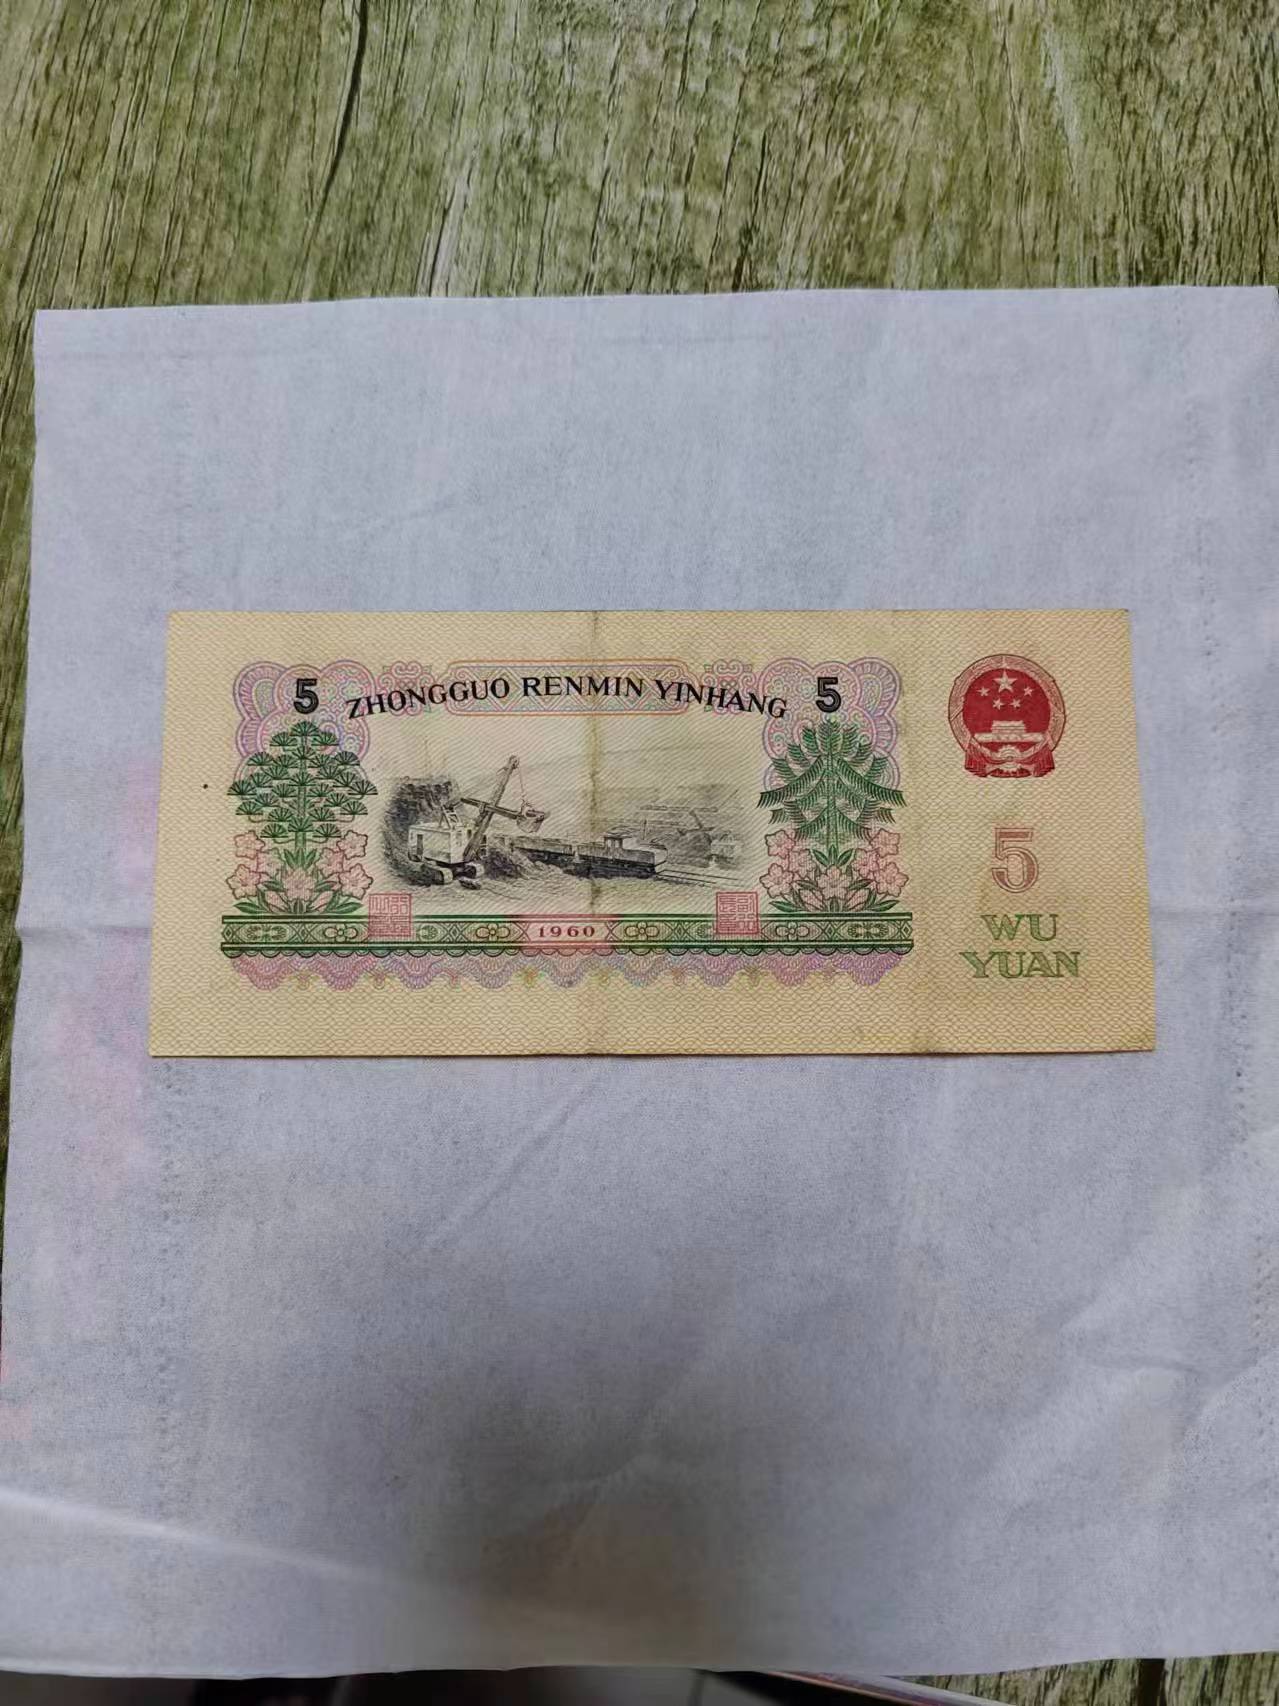 5 ZHONGGUO RENMIN YINHANG 5
5
1960
WU
YUAN